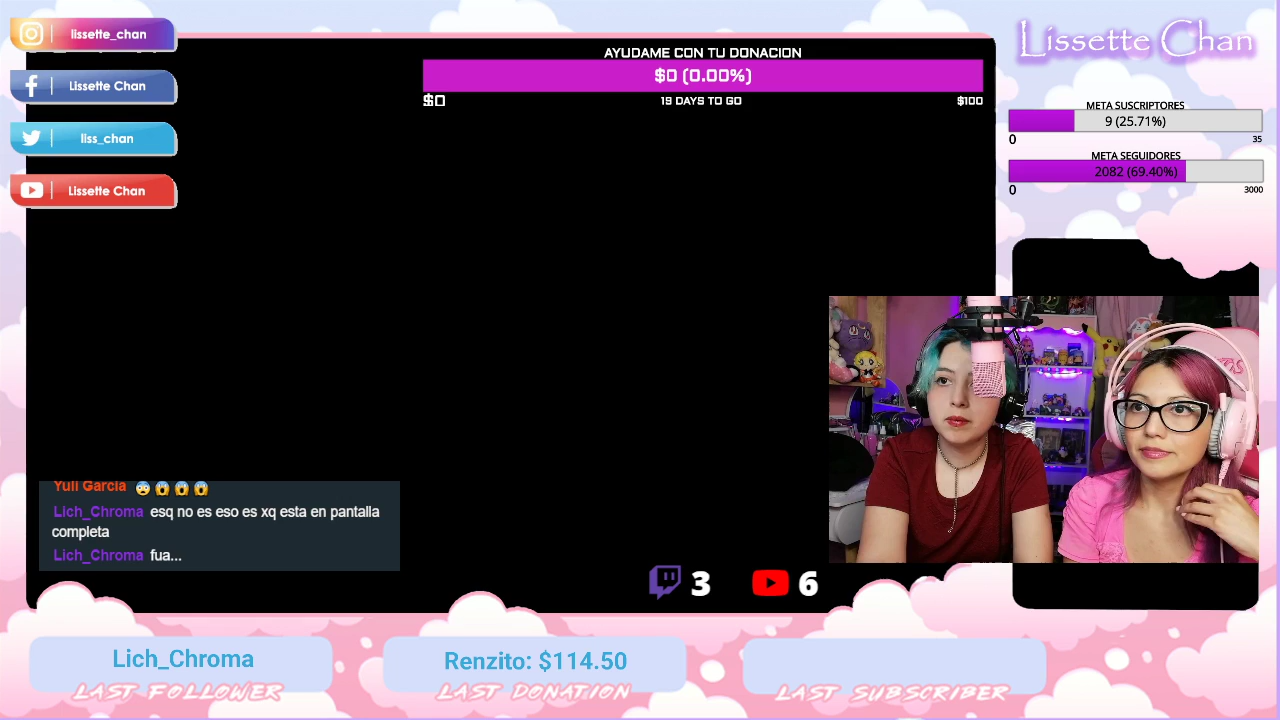 lissette_chan
Lissette Chan
liss_chan
Lissette Chan
AYUDAME CON TU DONACION
$0 (0.00%)
$0
19 DAYS TO GO
$100
Lissette Chan
META SUSCRIPTORES
9 (25.71%)
0
35
META SEGUIDORES
2082 (69.40%)
0
3000
Yuli Garcia
Lich_Chroma esq no es eso es xq esta en pantalla
completa
Lich_Chroma fua...
3
6
Lich_Chroma
LAST FOLLOWER
Renzito: $114.50
LAST DONATION
LAST SUBSCRIBER